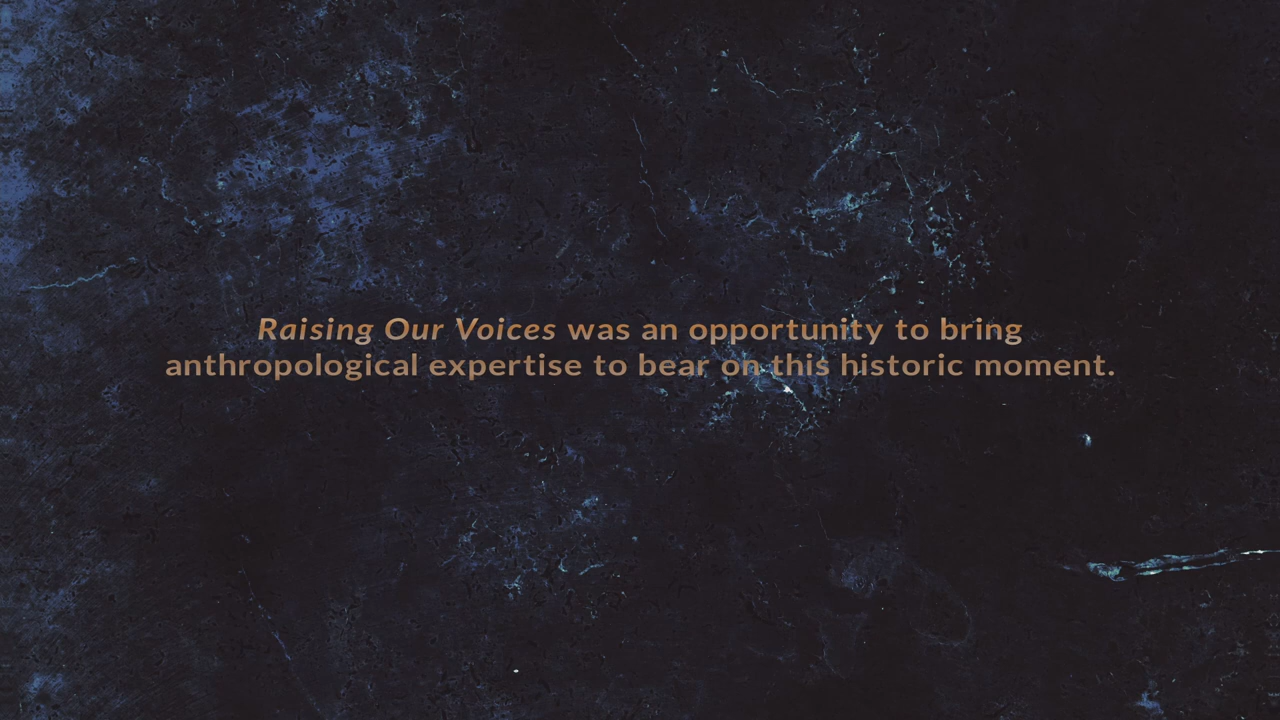 Raising Our Voices was an opportunity to bring
anthropological expertise to bear on this historic moment.